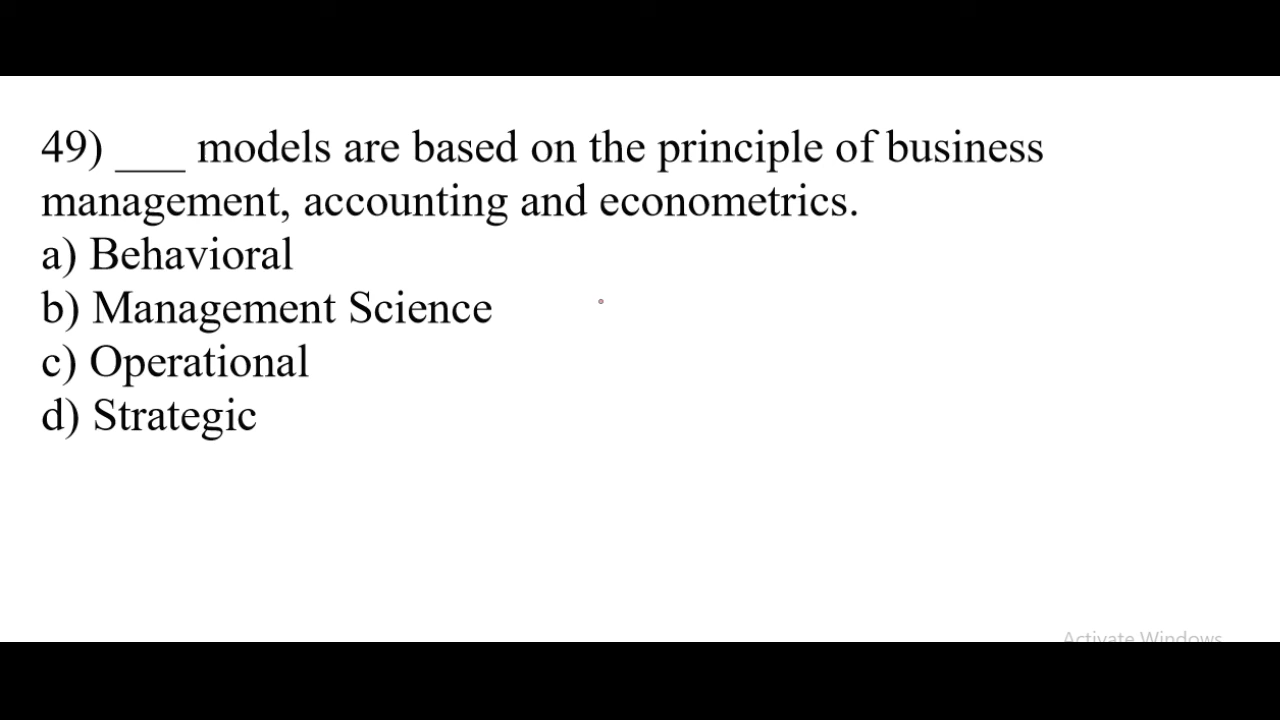 49) ___ models are based on the principle of business
management, accounting and econometrics.
a) Behavioral
b) Management Science
c) Operational
d) Strategic
Activate Windows